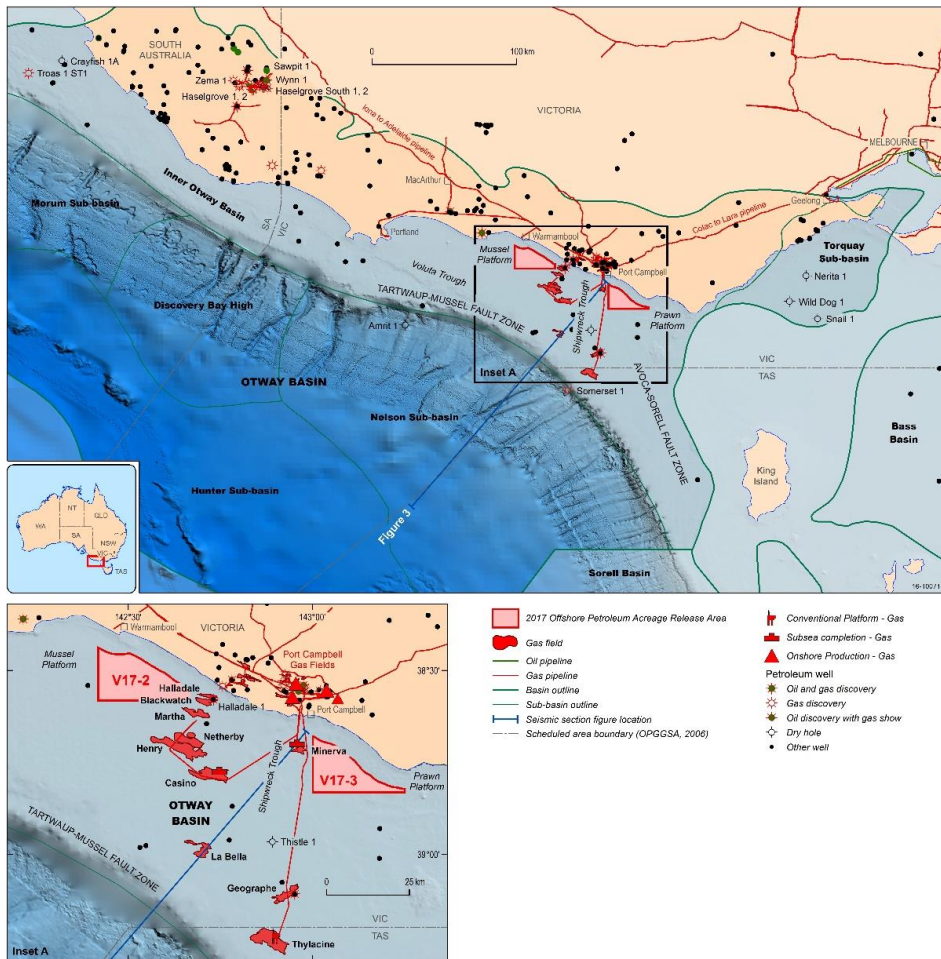 SOUTH
AUSTRALIA
Crayfish 1A
Troas 1 ST1
Sawpit 1
Zema 1
Wynn 1
Haselgrove South 1, 2
Haselgrove 1, 2
0
100 km
VICTORIA
Ione to Adelaide pipeline
MELBOURNE
MacArthur
Geelong
Colac to Lara pipeline
Inner Otway Basin
Morum Sub-basin
SA
VIC
Portland
Warrnambool
Mussel
Platform
Port Campbell
Torquay
Sub-basin
Nerita 1
Wild Dog 1
Snail 1
Voluta Trough
TARTWAUP-MUSSEL FAULT ZONE
Shipwreck Trough
Prawn
Platform
Discovery Bay High
Amrit 1
VIC
TAS
Inset A
Somerset 1
OTWAY BASIN
Nelson Sub-basin
AVOCA-SORELL FAULT ZONE
Bass
Basin
King
Island
Hunter Sub-basin
Figure 3
Sorell Basin
WA
NT
QLD
SA
NSW
VIC
TAS
142°30'
143°00'
Warrnambool
VICTORIA
Mussel
Platform
Port Campbell
Gas Fields
38°30'
V17-2
Halladale
Blackwatch
Halladale 1
Martha
Port Campbell
Netherby
Henry
Minerva
Casino
Shipwreck Trough
V17-3
Prawn
Platform
OTWAY
BASIN
TARTWAUP-MUSSEL FAULT ZONE
Thistle 1
La Bella
39°00'
Geographe
0
25 km
VIC
TAS
Thylacine
Inset A
2017 Offshore Petroleum Acreage Release Area
Gas field
Oil pipeline
Gas pipeline
Basin outline
Sub-basin outline
Seismic section figure location
Scheduled area boundary (OPGGSA, 2006)
Conventional Platform - Gas
Subsea completion - Gas
Onshore Production - Gas
Petroleum well
Oil and gas discovery
Gas discovery
Oil discovery with gas show
Dry hole
Other well